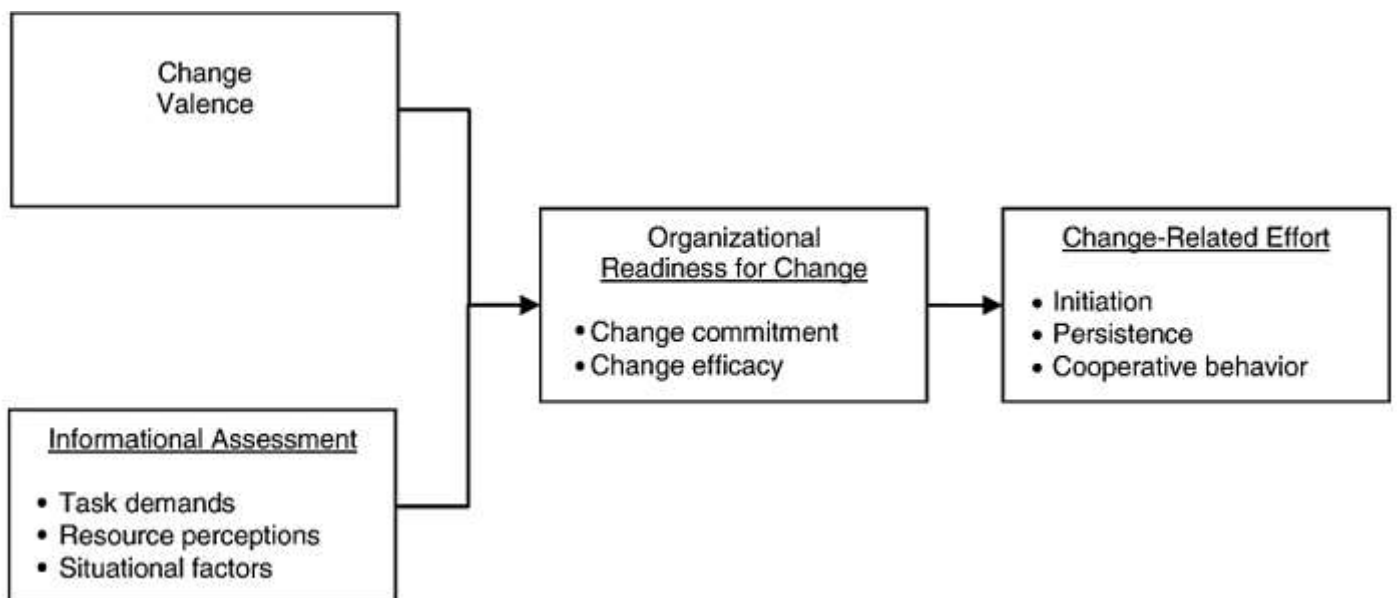 Change
Valence
Informational Assessment
• Task demands
• Resource perceptions
• Situational factors
Organizational
Readiness for Change
• Change commitment
• Change efficacy
Change-Related Effort
• Initiation
• Persistence
• Cooperative behavior